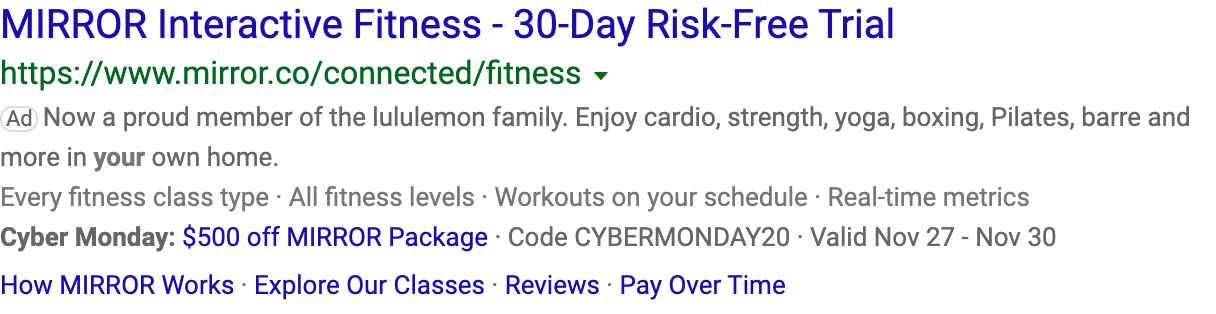 MIRROR Interactive Fitness - 30-Day Risk-Free Trial
https://www.mirror.co/connected/fitness
Ad Now a proud member of the lululemon family. Enjoy cardio, strength, yoga, boxing, Pilates, barre and
more in your own home.
Every fitness class type · All fitness levels · Workouts on your schedule · Real-time metrics
Cyber Monday: $500 off MIRROR Package · Code CYBERMONDAY20 · Valid Nov 27 - Nov 30
How MIRROR Works · Explore Our Classes · Reviews · Pay Over Time